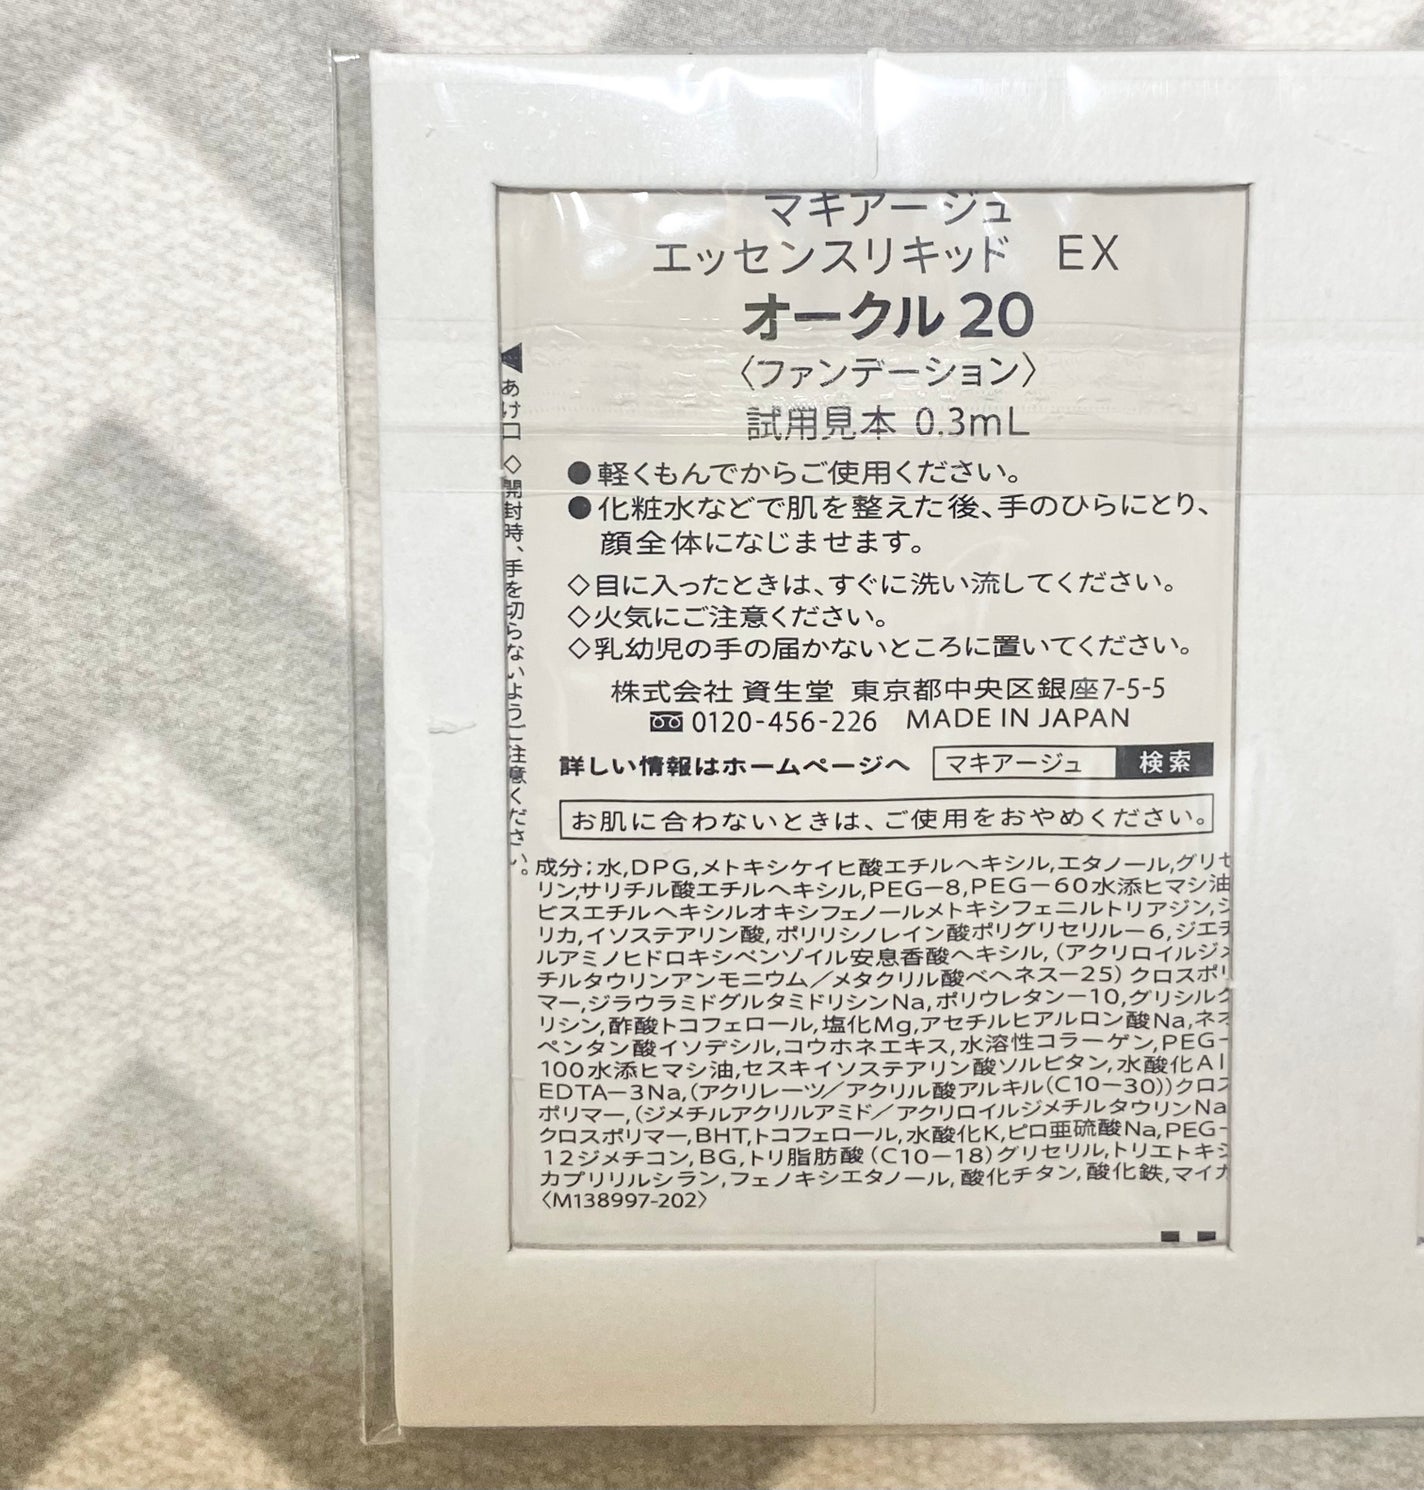 マキアージュ
エッセンスリキッド EX
オークル20
〈ファンデーション〉
試用見本 0.3mL
●軽くもんでからご使用ください。
●化粧水などで肌を整えた後、手のひらにとり、
顔全体になじませます。
◇目に入ったときは、すぐに洗い流してください。
◇火気にご注意ください。
◇乳幼児の手の届かないところに置いてください。
株式会社 資生堂 東京都中央区銀座7-5-5
0120-456-226 MADE IN JAPAN
詳しい情報はホームページへ マキアージュ 検索
お肌に合わないときは、ご使用をおやめください。
成分;水,DPG,メトキシケイヒ酸エチルヘキシル,エタノール,グリセ
リン,サリチル酸エチルヘキシル,PEG－8,PEG－60水添ヒマシ油
ビスエチルヘキシルオキシフェノールメトキシフェニルトリアジン,シ
リカ,イソステアリン酸,ポリリシノレイン酸ポリグリセリル－6,ジエチ
ルアミノヒドロキシベンゾイル安息香酸ヘキシル,(アクリロイルジメ
チルタウリンアンモニウム／メタクリル酸ベヘネス－25)クロスポリ
マー,ジラウラミドグルタミドリシンNa,ポリウレタン－10,グリシルグ
リシン,酢酸トコフェロール,塩化Mg,アセチルヒアルロン酸Na,ネオ
ペンタン酸イソデシル,コウホネエキス,水溶性コラーゲン,PEG－
100水添ヒマシ油,セスキイソステアリン酸ソルビタン,水酸化Al
EDTA－3Na,(アクリレーツ／アクリル酸アルキル(C10－30))クロス
ポリマー,(ジメチルアクリルアミド／アクリロイルジメチルタウリンNa
クロスポリマー,BHT,トコフェロール,水酸化K,ピロ亜硫酸Na,PEG－
12ジメチコン,BG,トリ脂肪酸(C10－18)グリセリル,トリエトキシ
カプリリルシラン,フェノキシエタノール,酸化チタン,酸化鉄,マイカ
〈M138997-202〉
◀あけ口 ◇開封時、手を切らないようご注意ください。